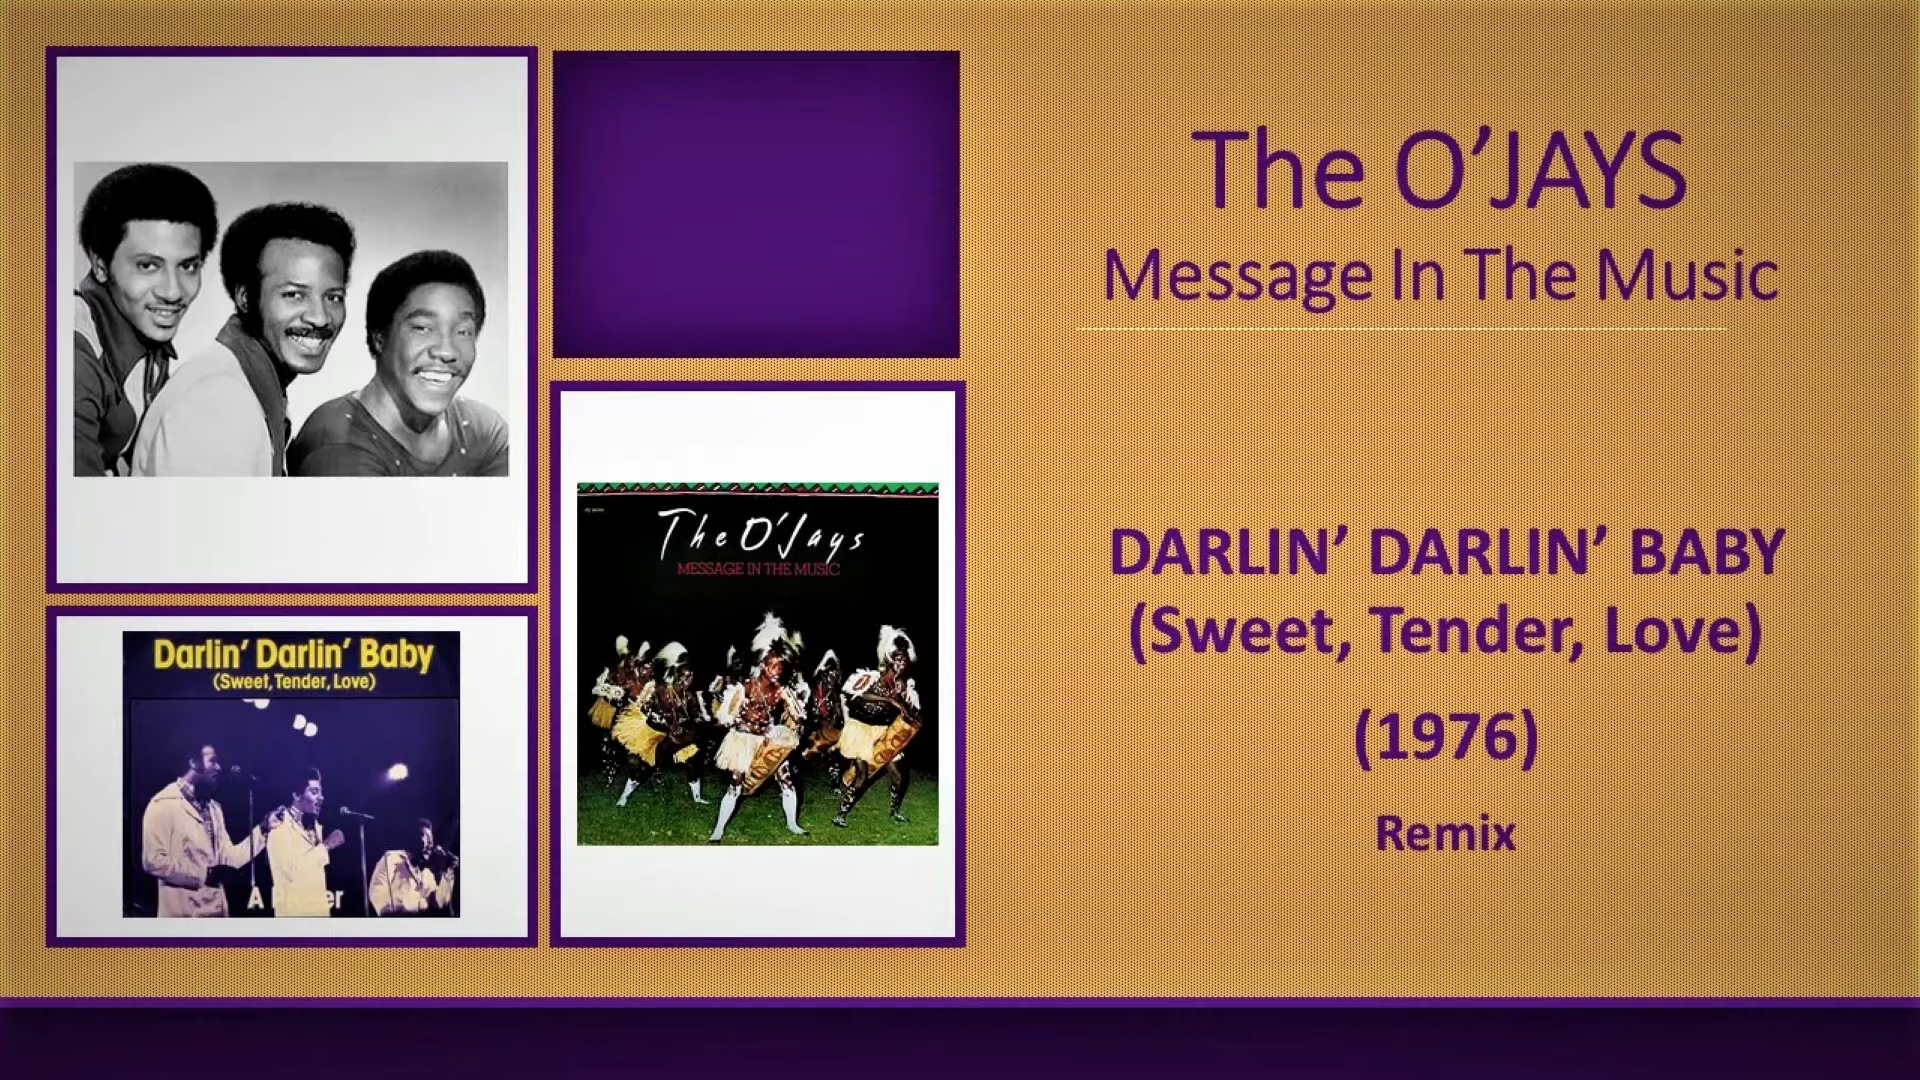 The O’JAYS
Message In The Music
DARLIN’ DARLIN’ BABY
(Sweet, Tender, Love)
(1976)
Remix
The O'Jays
MESSAGE IN THE MUSIC
Darlin' Darlin' Baby
(Sweet, Tender, Love)
A